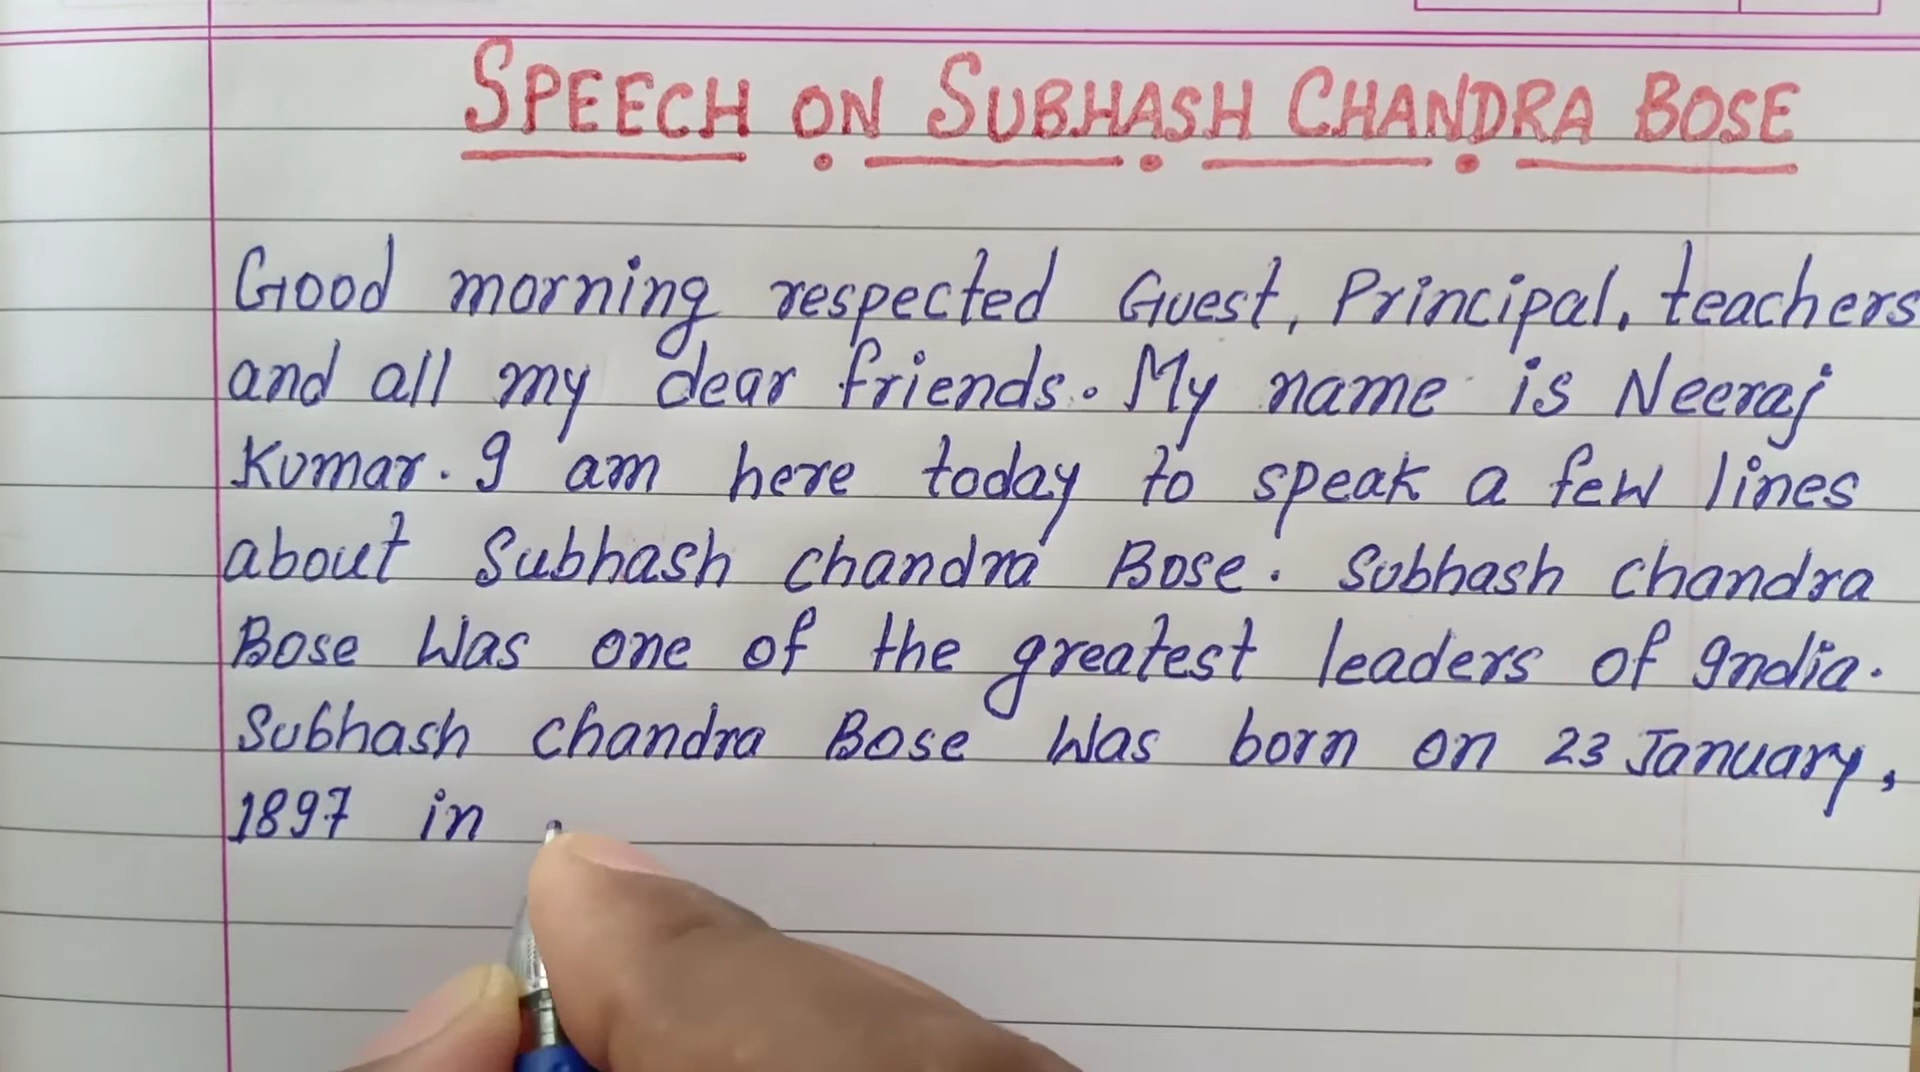 SPEECH ON SUBHASH CHANDRA BOSE
Good morning respected Guest, Principal, teachers
and all my dear friends. My name is Neeraj
Kumar. I am here today to speak a few lines
about Subhash chandra Bose. Subhash chandra
Bose was one of the greatest leaders of India.
Subhash chandra Bose was born on 23 January,
1897 in